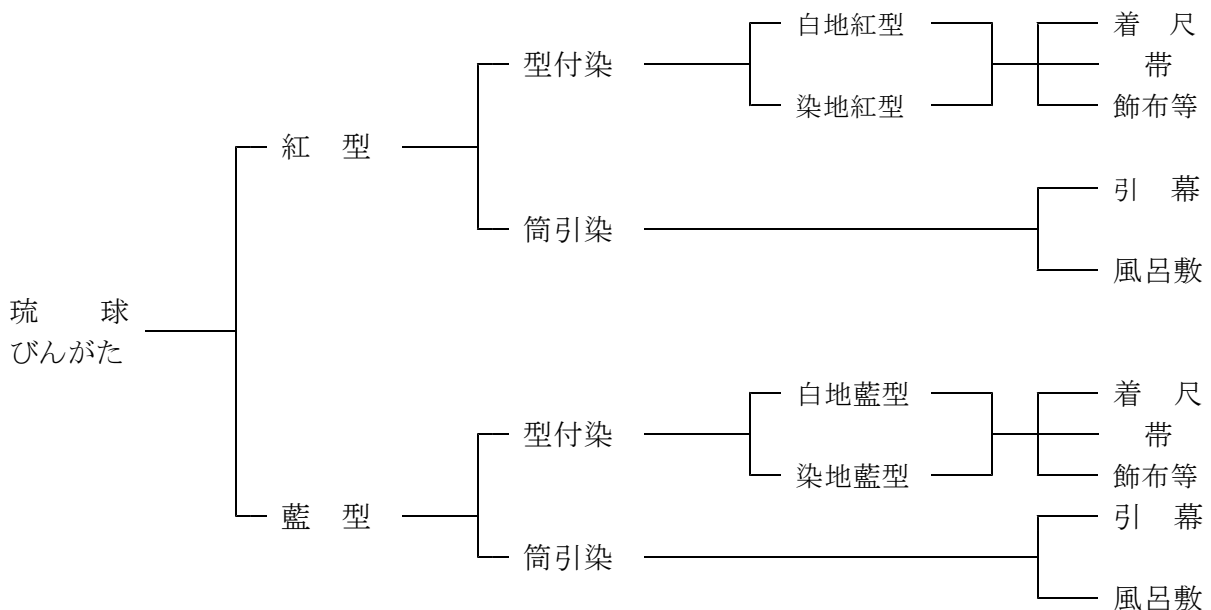 琉　球
びんがた
紅　型
型付染
白地紅型
染地紅型
着　尺
帯
飾布等
筒引染
引　幕
風呂敷
藍　型
型付染
白地藍型
染地藍型
着　尺
帯
飾布等
筒引染
引　幕
風呂敷